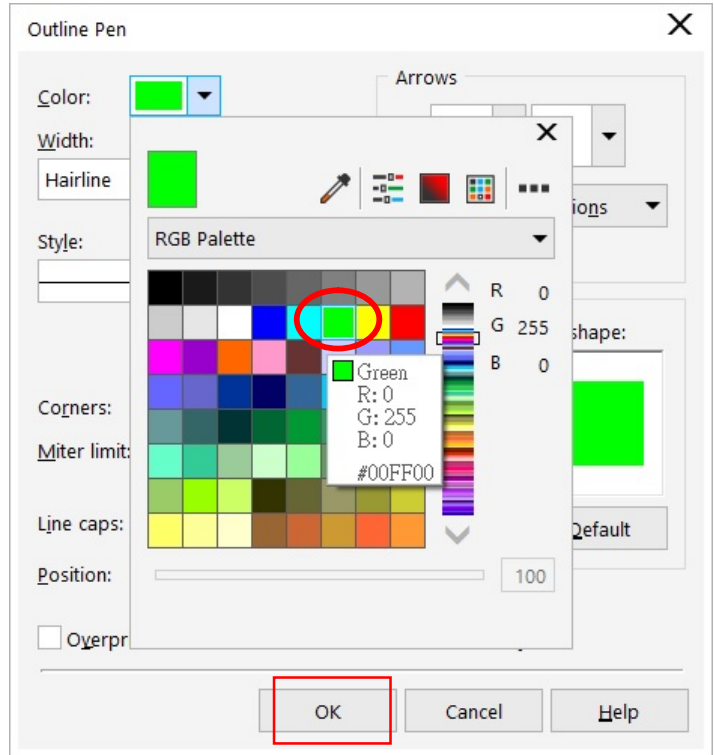 Outline Pen
Color:
Arrows
Width:
Hairline
ions
RGB Palette
Style:
R 0
G 255
B 0
shape:
Green
R: 0
G: 255
B: 0
#00FF00
Corners:
Miter limit:
Line caps:
Default
Position:
100
Overpr
OK
Cancel
Help